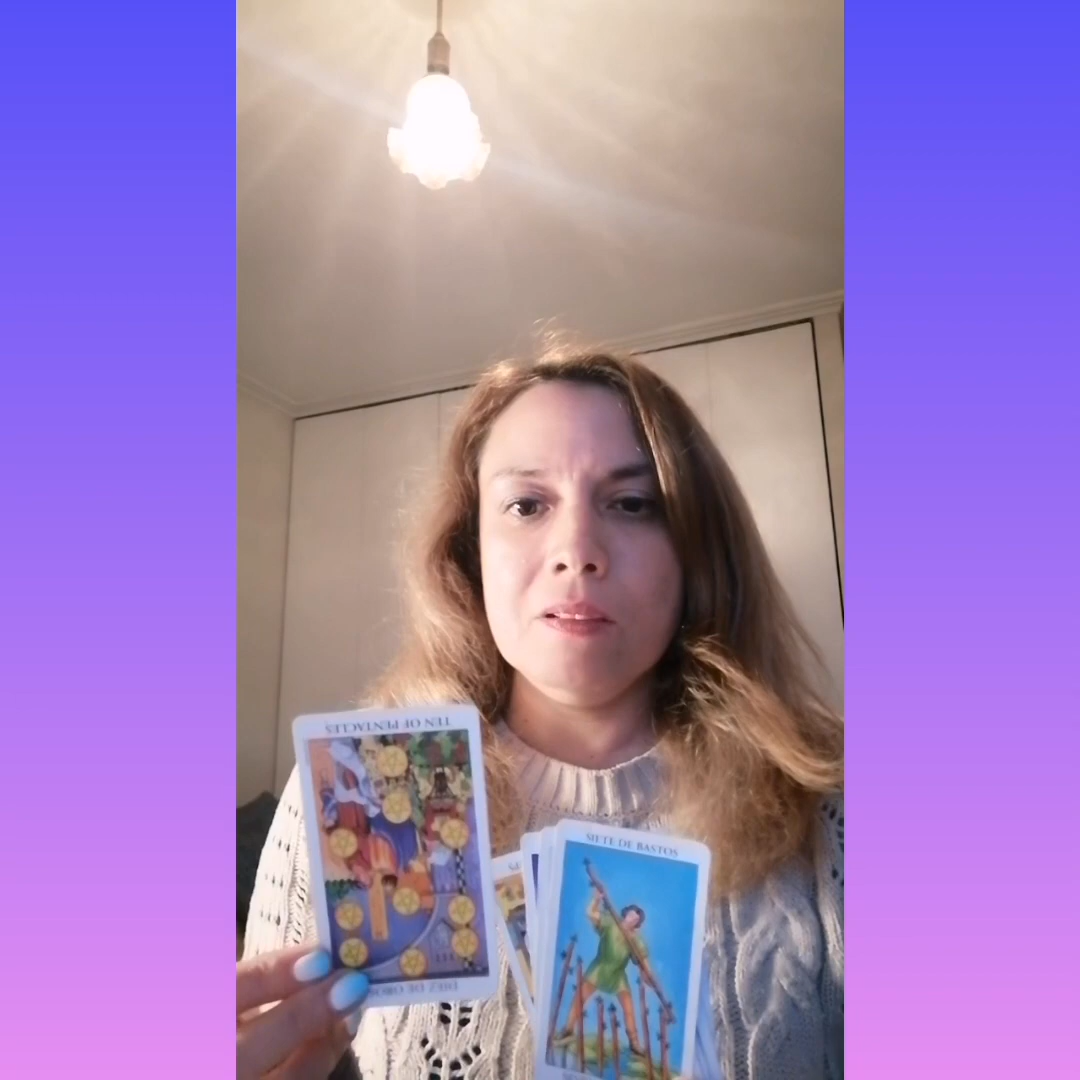 TEN OF PENTACLES
DIEZ DE OROS
SIETE DE BASTOS